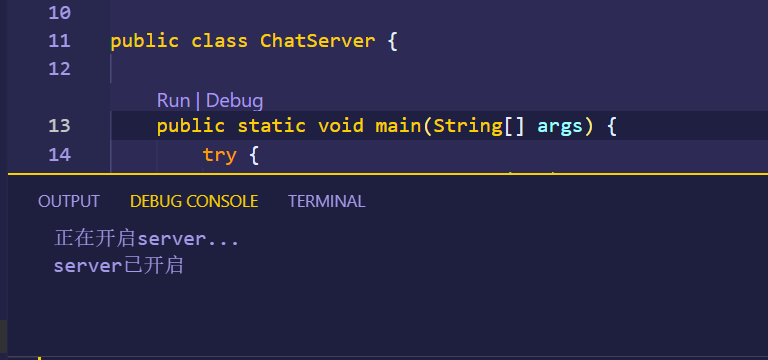 10
11 public class ChatServer {
12
Run | Debug
13 public static void main(String[] args) {
14 try {
OUTPUT DEBUG CONSOLE TERMINAL
正在开启server...
server已开启